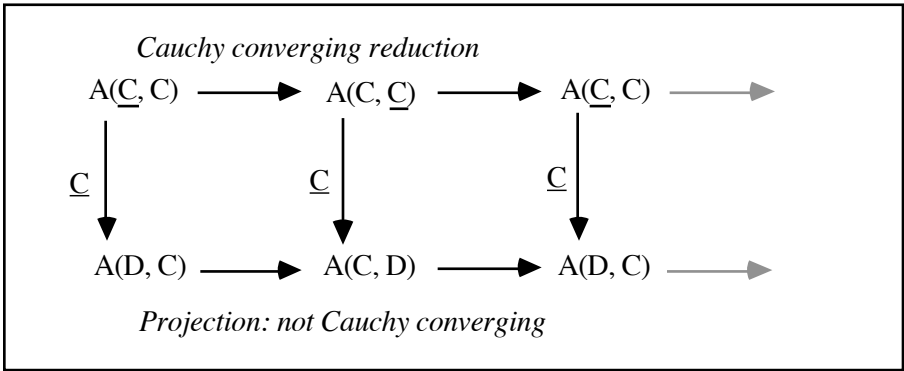 Cauchy converging reduction
A(C, C) A(C, C) A(C, C)
C C C
A(D, C) A(C, D) A(D, C)
Projection: not Cauchy converging